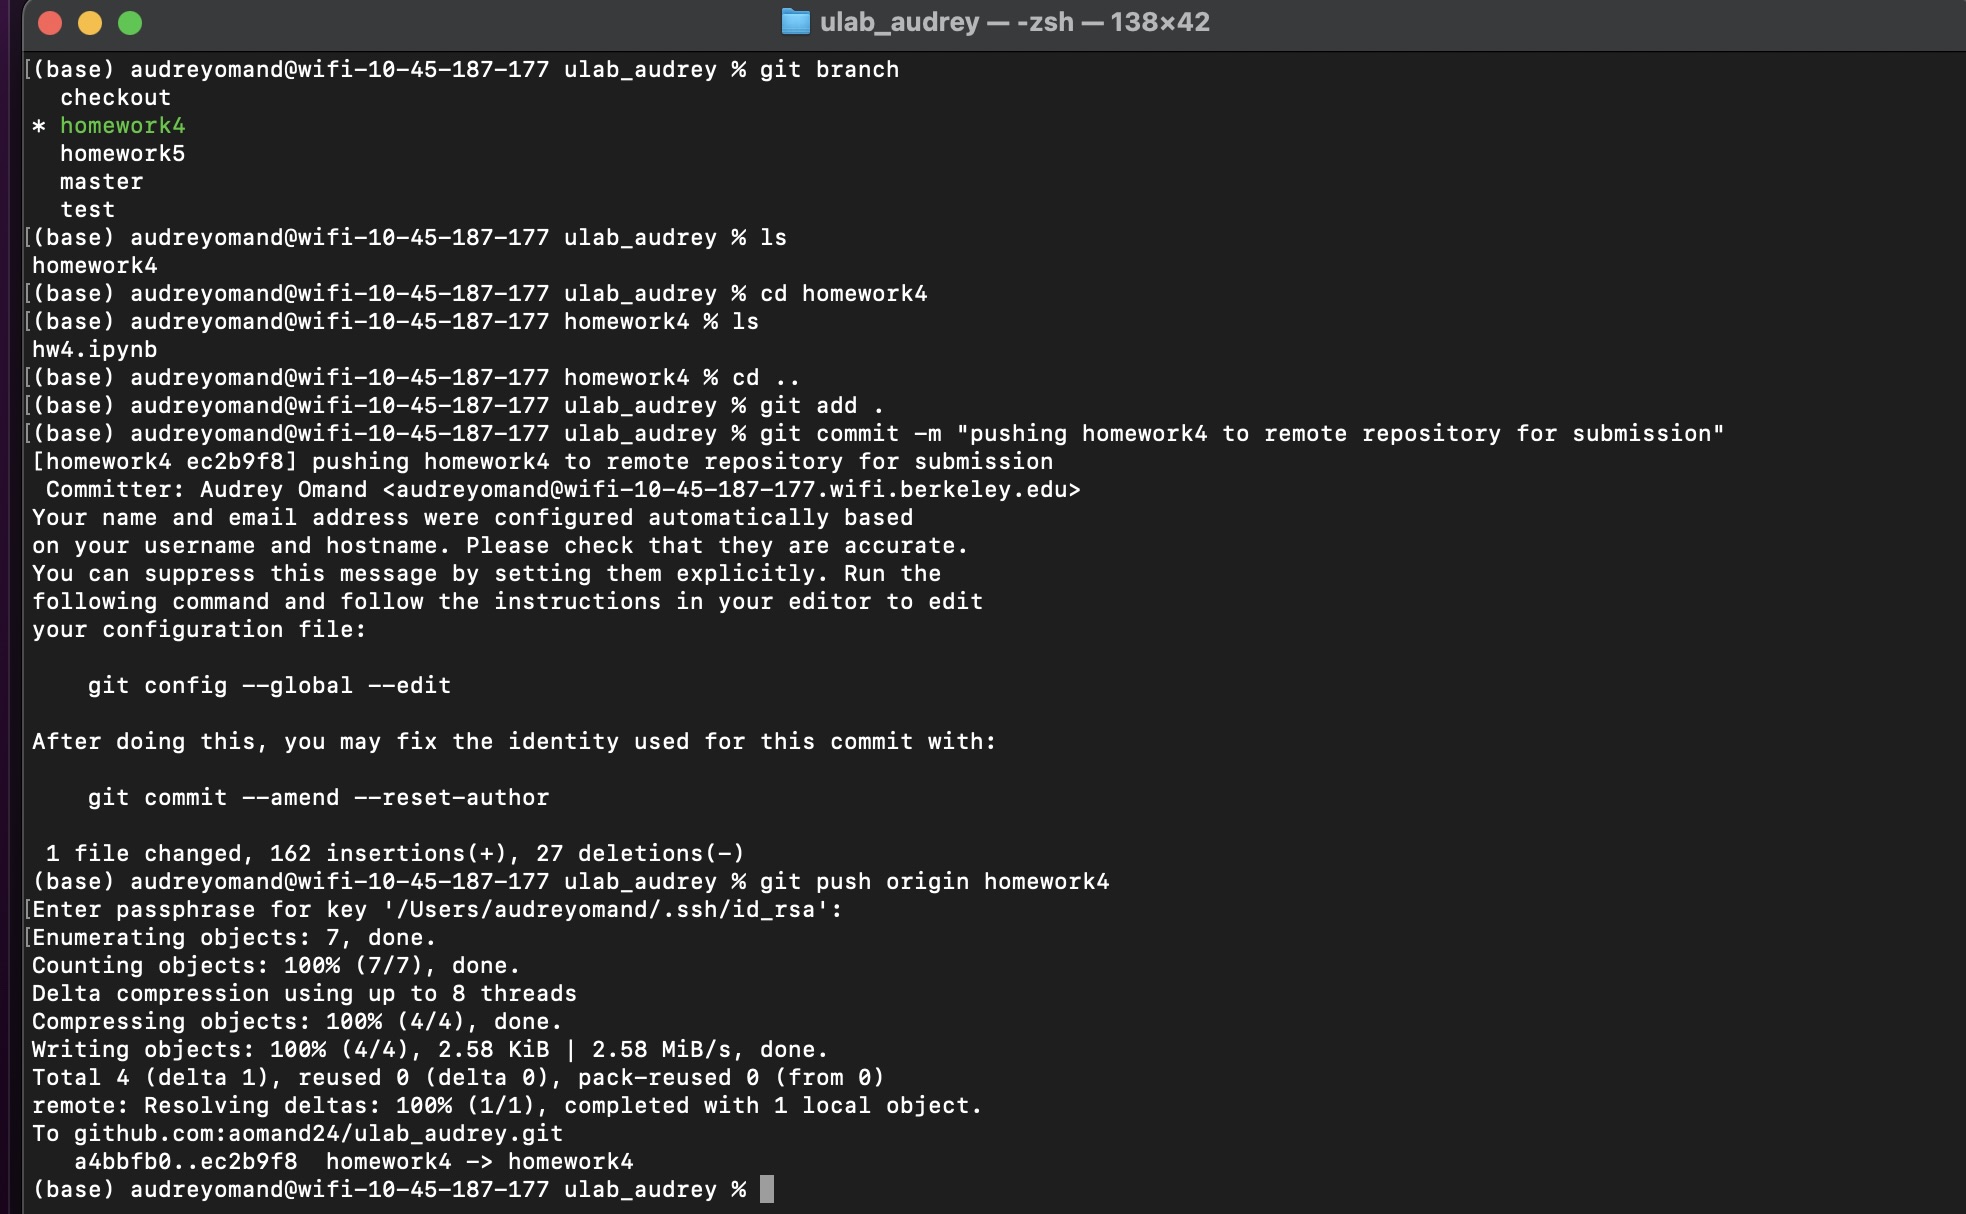 ulab_audrey — -zsh — 138×42
[(base) audreyomand@wifi-10-45-187-177 ulab_audrey % git branch
  checkout
* homework4
  homework5
  master
  test
[(base) audreyomand@wifi-10-45-187-177 ulab_audrey % ls
homework4
[(base) audreyomand@wifi-10-45-187-177 ulab_audrey % cd homework4
[(base) audreyomand@wifi-10-45-187-177 homework4 % ls
hw4.ipynb
[(base) audreyomand@wifi-10-45-187-177 homework4 % cd ..
[(base) audreyomand@wifi-10-45-187-177 ulab_audrey % git add .
[(base) audreyomand@wifi-10-45-187-177 ulab_audrey % git commit -m "pushing homework4 to remote repository for submission"
[homework4 ec2b9f8] pushing homework4 to remote repository for submission
 Committer: Audrey Omand <audreyomand@wifi-10-45-187-177.wifi.berkeley.edu>
Your name and email address were configured automatically based
on your username and hostname. Please check that they are accurate.
You can suppress this message by setting them explicitly. Run the
following command and follow the instructions in your editor to edit
your configuration file:

    git config --global --edit

After doing this, you may fix the identity used for this commit with:

    git commit --amend --reset-author

 1 file changed, 162 insertions(+), 27 deletions(-)
(base) audreyomand@wifi-10-45-187-177 ulab_audrey % git push origin homework4
[Enter passphrase for key '/Users/audreyomand/.ssh/id_rsa':
[Enumerating objects: 7, done.
Counting objects: 100% (7/7), done.
Delta compression using up to 8 threads
Compressing objects: 100% (4/4), done.
Writing objects: 100% (4/4), 2.58 KiB | 2.58 MiB/s, done.
Total 4 (delta 1), reused 0 (delta 0), pack-reused 0 (from 0)
remote: Resolving deltas: 100% (1/1), completed with 1 local object.
To github.com:aomand24/ulab_audrey.git
   a4bbfb0..ec2b9f8  homework4 -> homework4
(base) audreyomand@wifi-10-45-187-177 ulab_audrey %